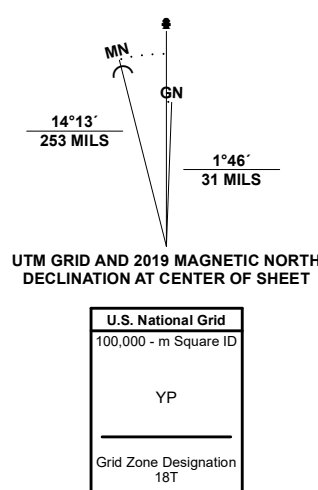 MN
GN
14°13´
253 MILS
1°46´
31 MILS
UTM GRID AND 2019 MAGNETIC NORTH
DECLINATION AT CENTER OF SHEET
U.S. National Grid
100,000 - m Square ID
YP
Grid Zone Designation
18T